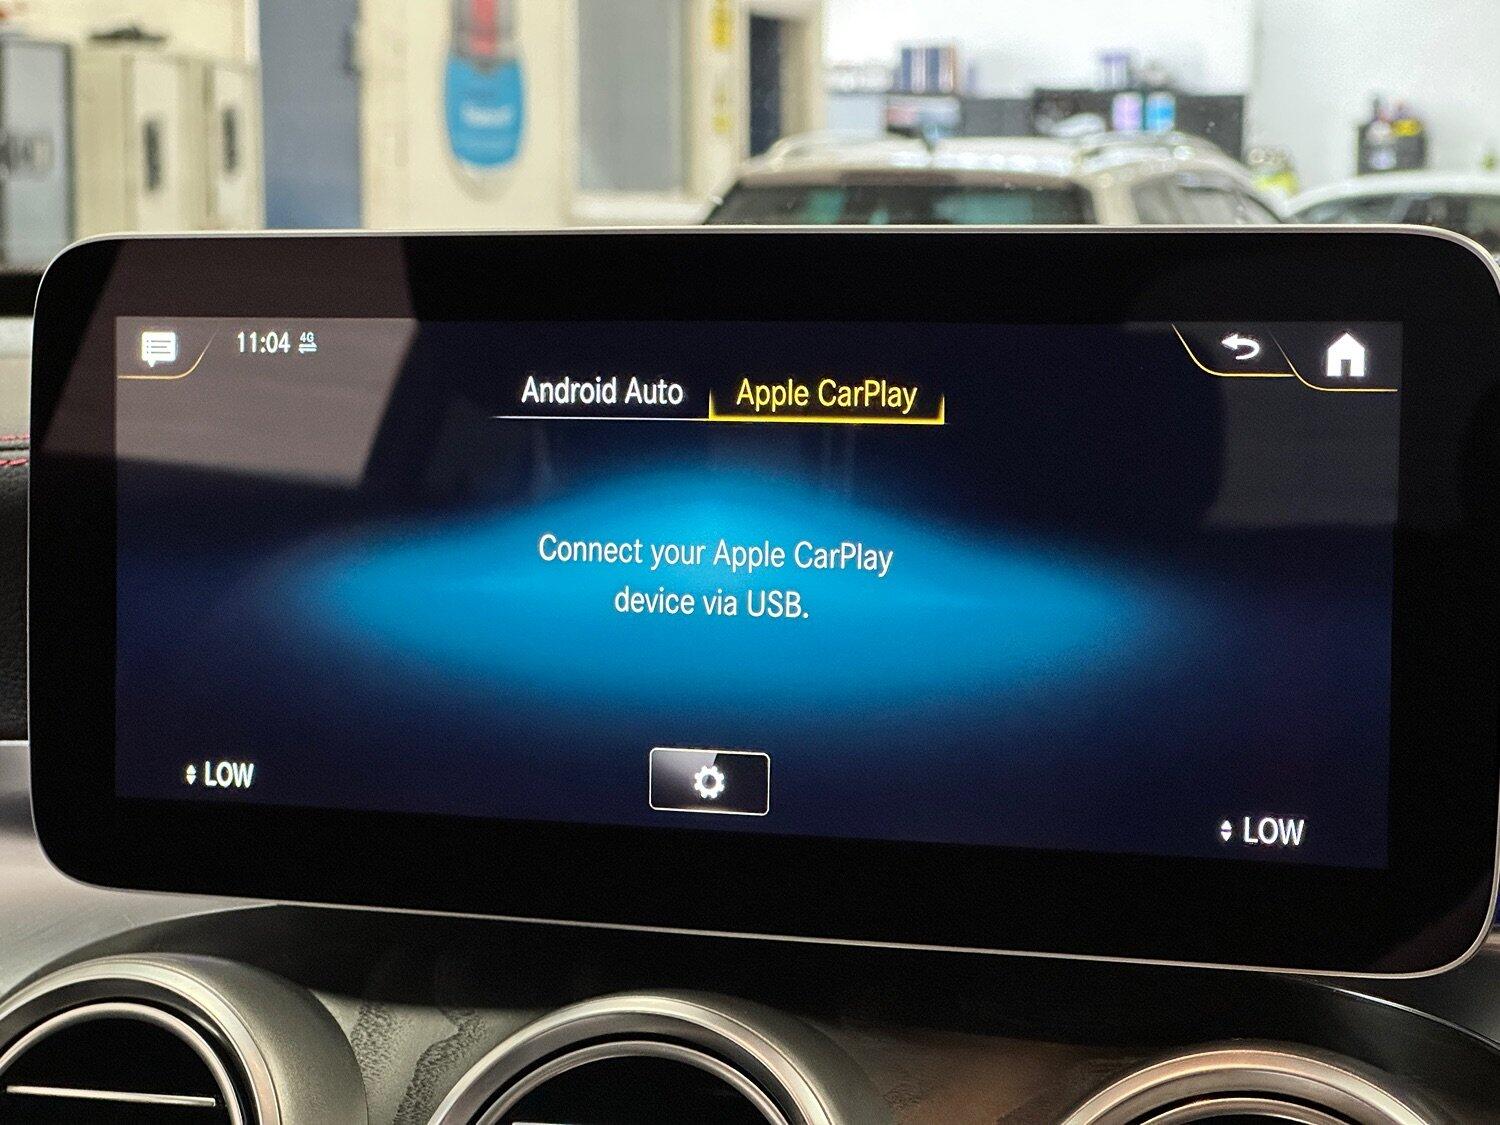 11:04 4G
Android Auto Apple CarPlay
Connect your Apple CarPlay
device via USB.
LOW
LOW